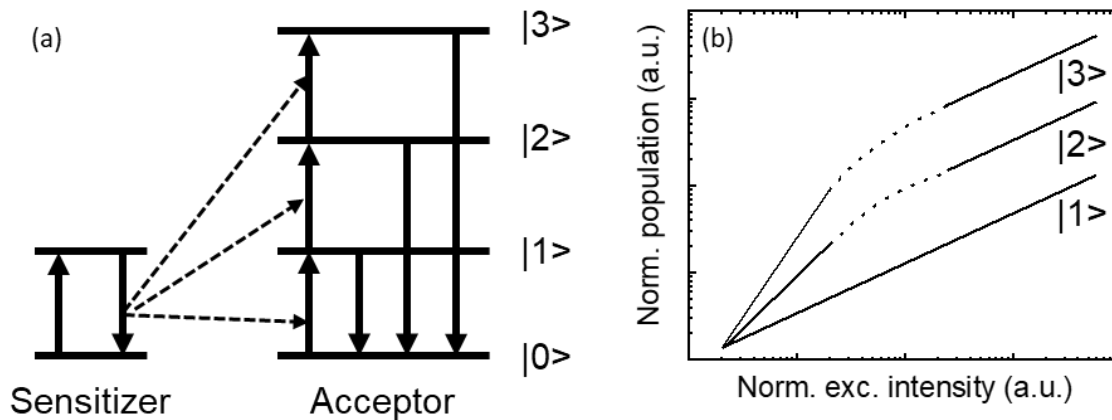 (a)
|3>
|2>
|1>
|0>
Sensitizer
Acceptor
(b)
Norm. population (a.u.)
|3>
|2>
|1>
Norm. exc. intensity (a.u.)